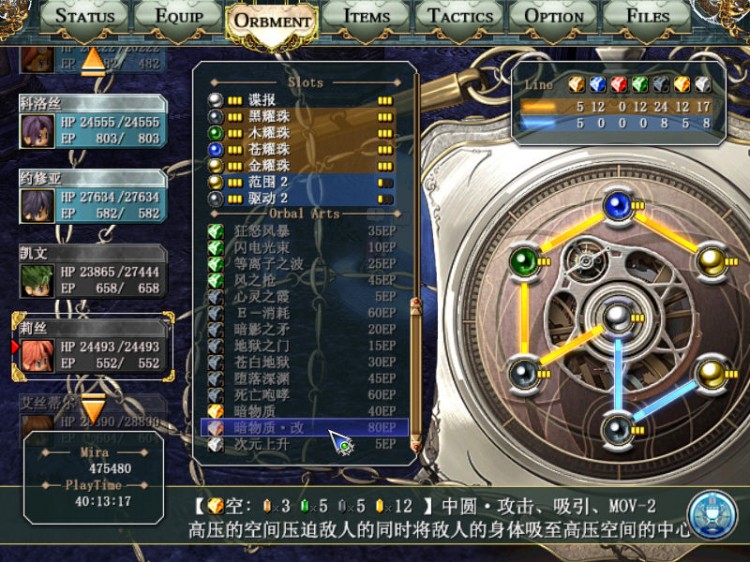 STATUS EQUIP ORBMENT ITEMS TACTICS OPTION FILES
EP 482
科洛丝
HP 24555/24555
EP 803/ 803
约修亚
HP 27634/27634
EP 582/ 582
凯文
HP 23865/27444
EP 658/ 658
莉丝
HP 24493/24493
EP 552/ 552
Mira
475480
PlayTime
40:13:17
Slots
谍报
黑耀珠
木耀珠
苍耀珠
金耀珠
范围 2
驱动 2
Orbal Arts
狂怒风暴 35EP
闪电光束 10EP
等离子之波 25EP
风之枪 45EP
心灵之霞 5EP
E－消耗 60EP
暗影之矛 20EP
地狱之门 15EP
苍白地狱 30EP
堕落深渊 45EP
死亡咆哮 60EP
暗物质 40EP
暗物质·改 80EP
次元上升 5EP
Line
5 12 0 12 24 12 17
5 0 0 0 8 5 8
【空: ×3 ×5 ×5 ×12 】中圆·攻击、吸引、MOV-2
高压的空间压迫敌人的同时将敌人的身体吸至高压空间的中心